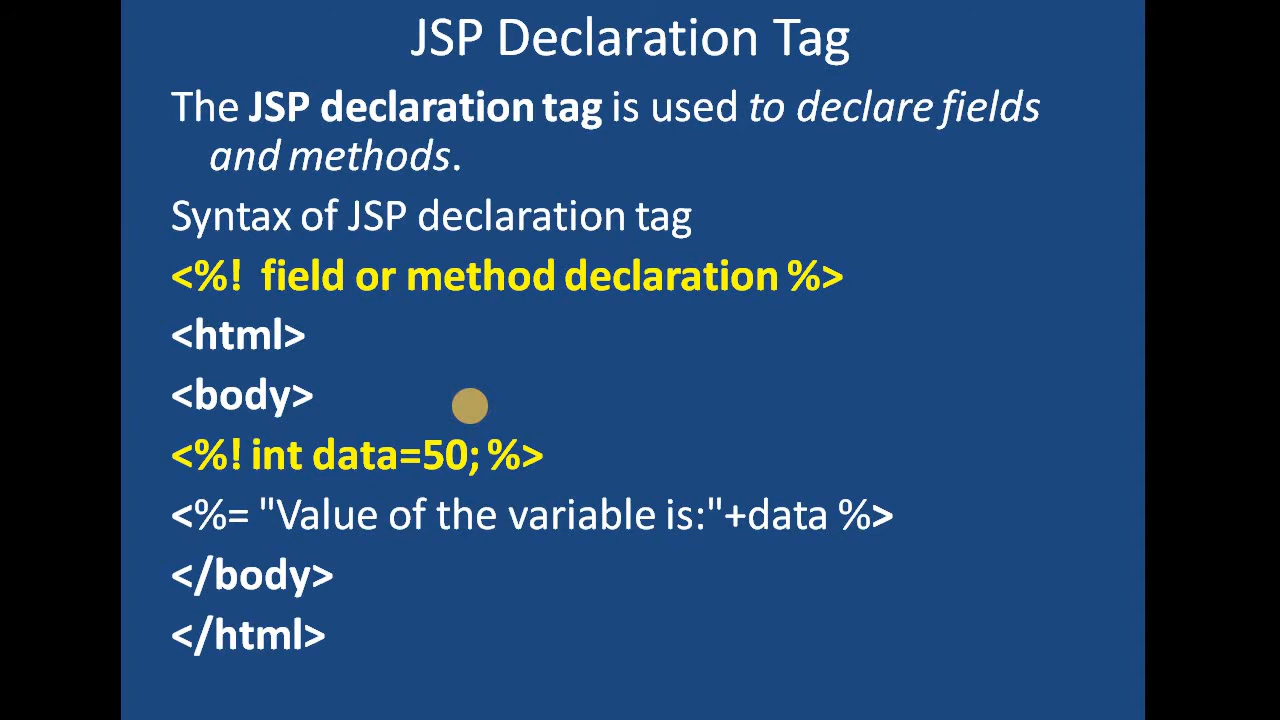 JSP Declaration Tag
The JSP declaration tag is used to declare fields
and methods.
Syntax of JSP declaration tag
<%!  field or method declaration %>
<html>
<body>
<%! int data=50; %>
<%= "Value of the variable is:"+data %>
</body>
</html>